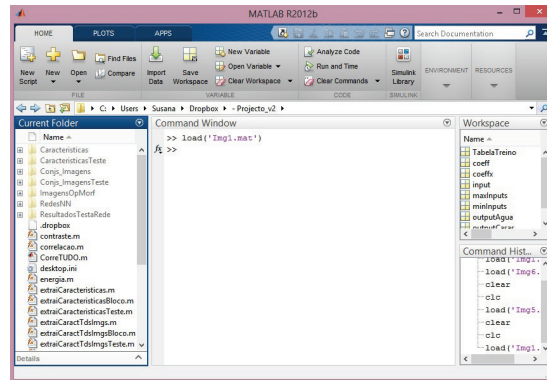 MATLAB R2012b
HOME PLOTS APPS Search Documentation
New Script
New
Open
Find Files
Compare
Import Data
Save Workspace
New Variable
Open Variable
Clear Workspace
Analyze Code
Run and Time
Clear Commands
Simulink Library
ENVIRONMENT
RESOURCES
FILE VARIABLE CODE SIMULINK
C: Users Susana Dropbox - Projecto_v2
Current Folder
Name
Caracteristicas
CaracteristicasTeste
Conjs_Imagens
Conjs_ImagensTeste
ImagensOpMorf
RedesNN
ResultadosTestaRede
.dropbox
contraste.m
correlacao.m
CorreTUDO.m
desktop.ini
energia.m
extraiCaracteristicas.m
extraiCaracteristicasBloco.m
extraiCaracteristicasTeste.m
extraiCaractTdsImgs.m
extraiCaractTdsImgsBloco.m
extraiCaractTdsImgsTeste.m
Details
Command Window
>> load('Img1.mat')
fx >>
Workspace
Name
TabelaTreino
coeff
coeffx
input
maxInputs
minInputs
outputAgua
outputCasas
Command Hist...
load('Img1.
load('Img6.
clear
clc
load('Img5.
clear
clc
load('Img1.